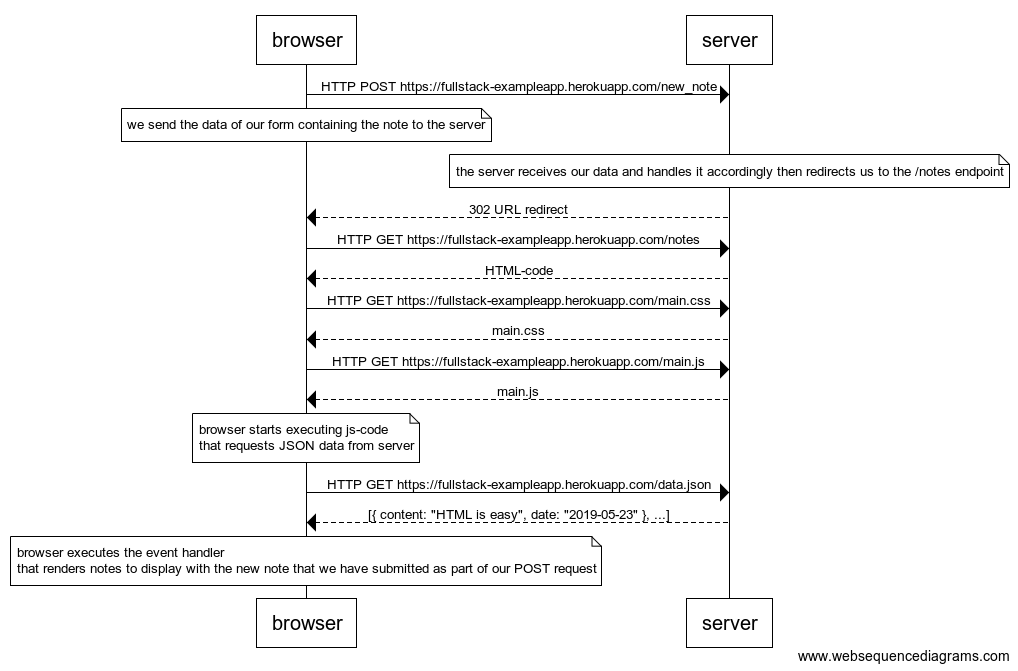 browser
server
HTTP POST https://fullstack-exampleapp.herokuapp.com/new_note
we send the data of our form containing the note to the server
the server receives our data and handles it accordingly then redirects us to the /notes endpoint
302 URL redirect
HTTP GET https://fullstack-exampleapp.herokuapp.com/notes
HTML-code
HTTP GET https://fullstack-exampleapp.herokuapp.com/main.css
main.css
HTTP GET https://fullstack-exampleapp.herokuapp.com/main.js
main.js
browser starts executing js-code
that requests JSON data from server
HTTP GET https://fullstack-exampleapp.herokuapp.com/data.json
[{ content: "HTML is easy", date: "2019-05-23" }, ...]
browser executes the event handler
that renders notes to display with the new note that we have submitted as part of our POST request
browser
server
www.websequencediagrams.com